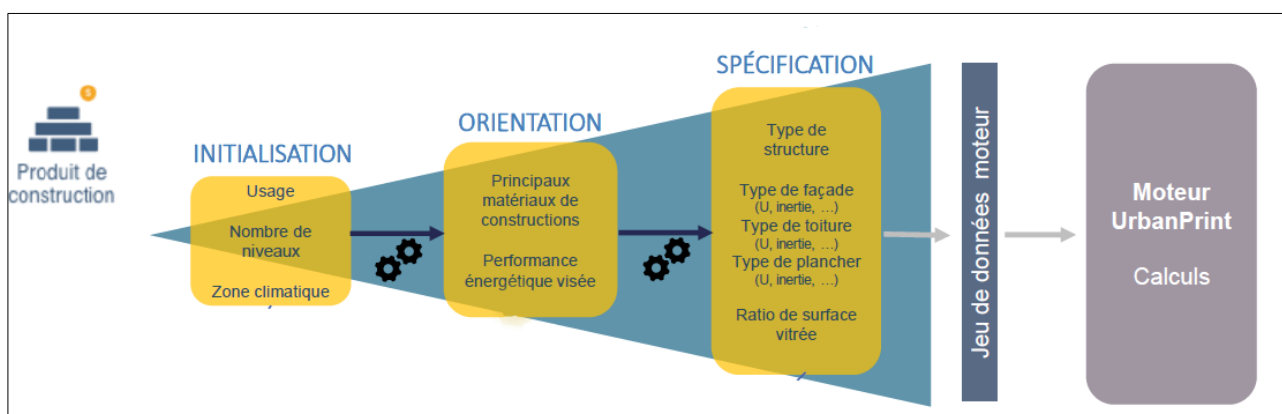 Produit de
construction
INITIALISATION
Usage
Nombre de
niveaux
Zone climatique
ORIENTATION
Principaux
matériaux de
constructions
Performance
énergétique visée
SPÉCIFICATION
Type de
structure
Type de façade
(U, inertie, ...)
Type de toiture
(U, inertie, ...)
Type de plancher
(U, inertie, ...)
Ratio de surface
vitrée
Jeu de données moteur
Moteur
UrbanPrint
Calculs